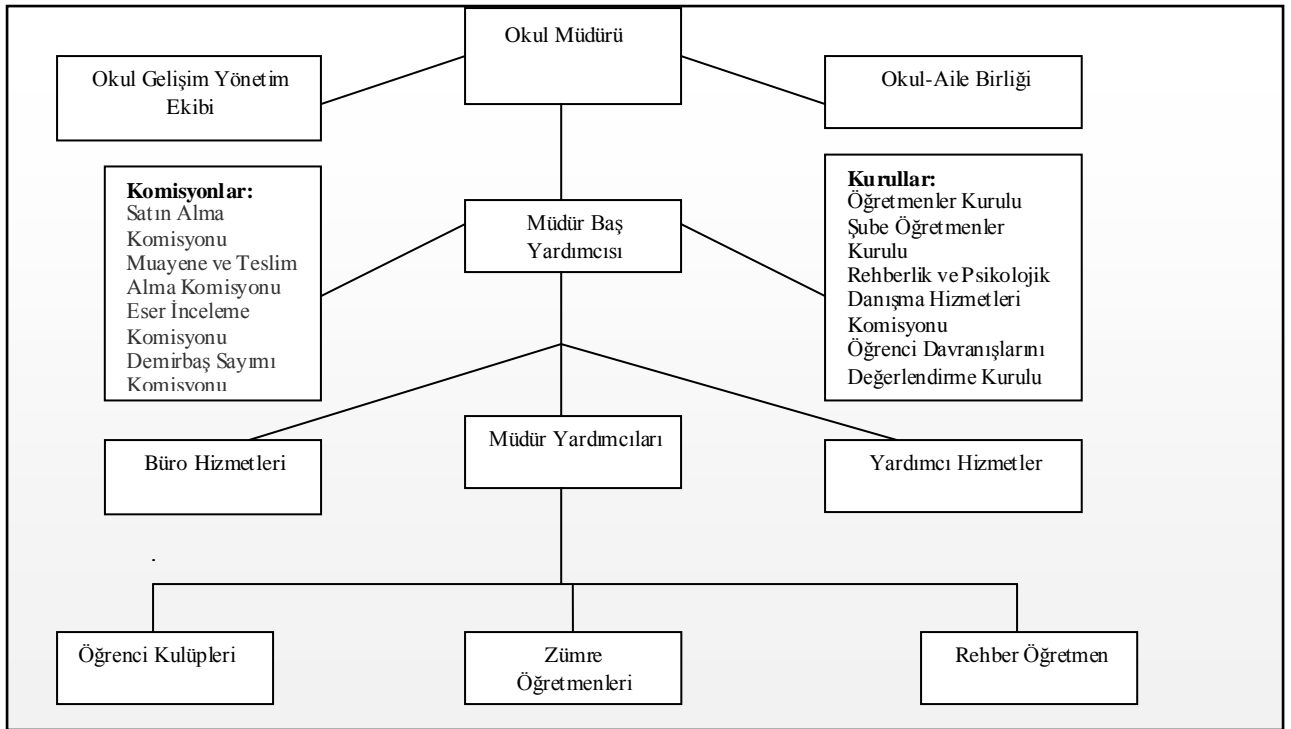 Okul Müdürü
Okul Gelişim Yönetim
Ekibi
Okul-Aile Birliği
Komisyonlar:
Satın Alma
Komisyonu
Muayene ve Teslim
Alma Komisyonu
Eser İnceleme
Komisyonu
Demirbaş Sayımı
Komisyonu
Müdür Baş
Yardımcısı
Kurullar:
Öğretmenler Kurulu
Şube Öğretmenler
Kurulu
Rehberlik ve Psikolojik
Danışma Hizmetleri
Komisyonu
Öğrenci Davranışlarını
Değerlendirme Kurulu
Büro Hizmetleri
Müdür Yardımcıları
Yardımcı Hizmetler
.
Öğrenci Kulüpleri
Zümre
Öğretmenleri
Rehber Öğretmen